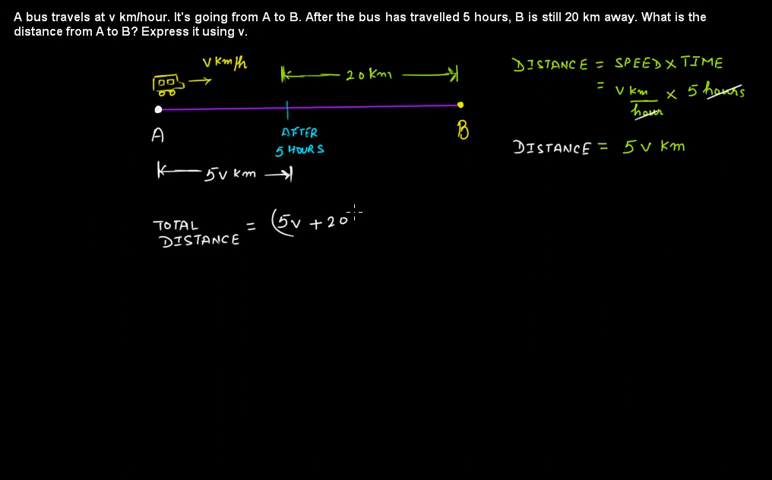 A bus travels at v km/hour. It's going from A to B. After the bus has travelled 5 hours, B is still 20 km away. What is the
distance from A to B? Express it using v.
v km/h
20 km
A
AFTER
5 HOURS
B
5v km
TOTAL
DISTANCE = (5v + 20
DISTANCE = SPEED x TIME
= v km/hour x 5 hours
DISTANCE = 5v km